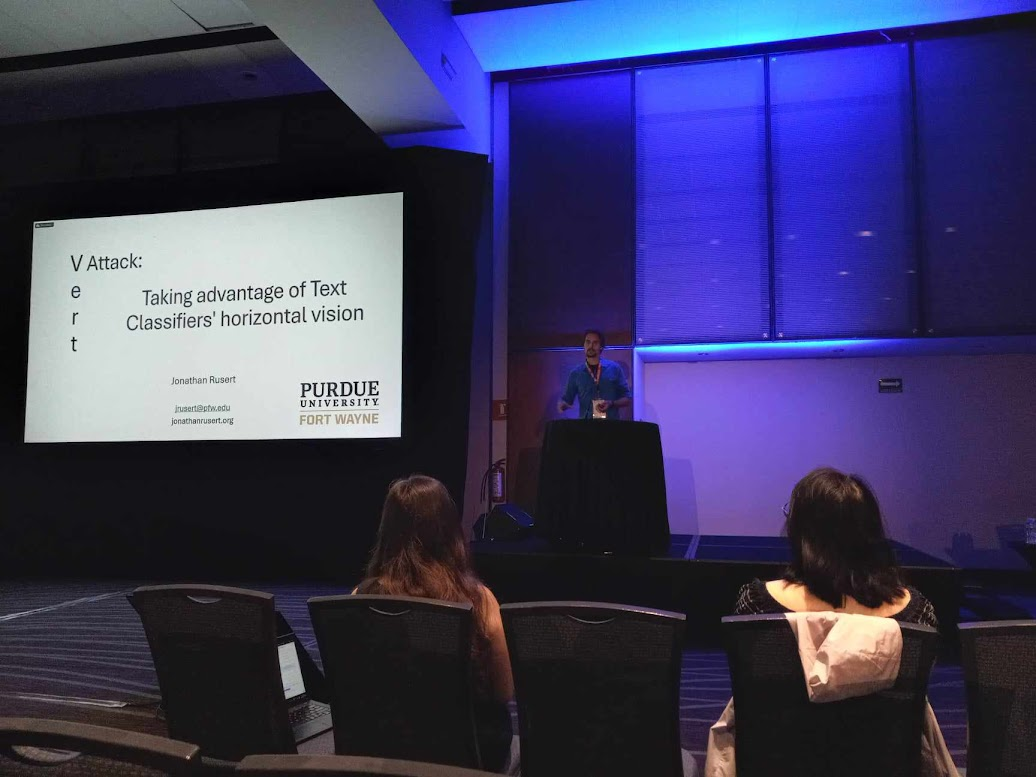 V Attack:
e
r
t
Taking advantage of Text
Classifiers' horizontal vision
Jonathan Rusert
jrusert@pfw.edu
jonathanrusert.org
PURDUE
UNIVERSITY
FORT WAYNE